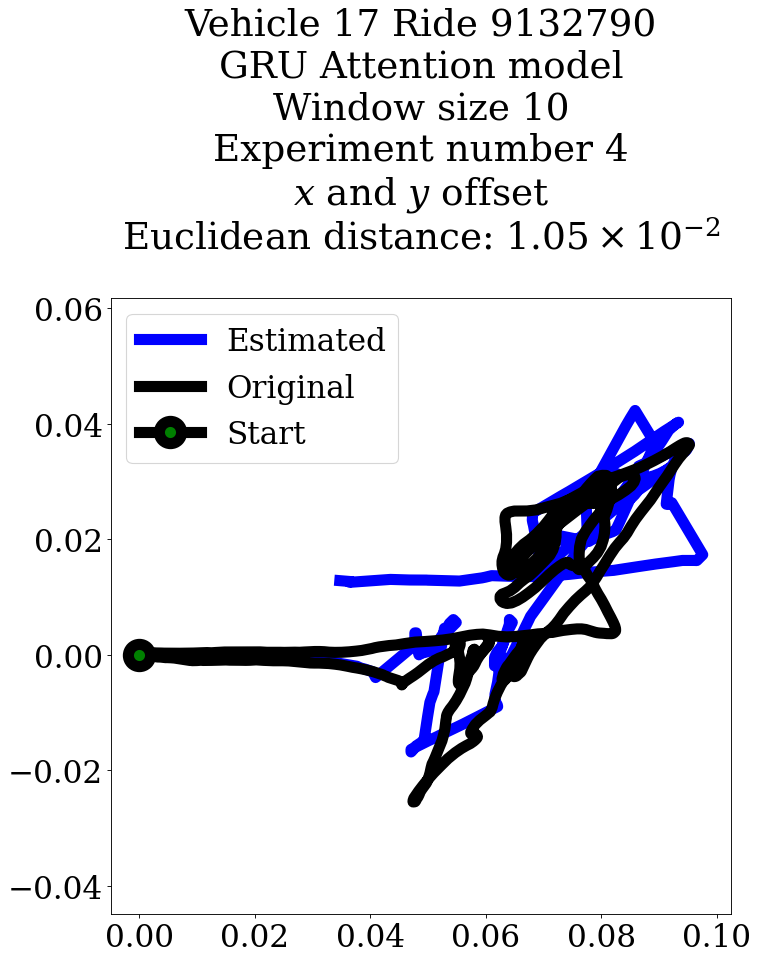 Vehicle 17 Ride 9132790
GRU Attention model
Window size 10
Experiment number 4
x and y offset
Euclidean distance: 1.05 × 10⁻²
0.06
0.04
0.02
0.00
−0.02
−0.04
Estimated
Original
Start
0.00 0.02 0.04 0.06 0.08 0.10